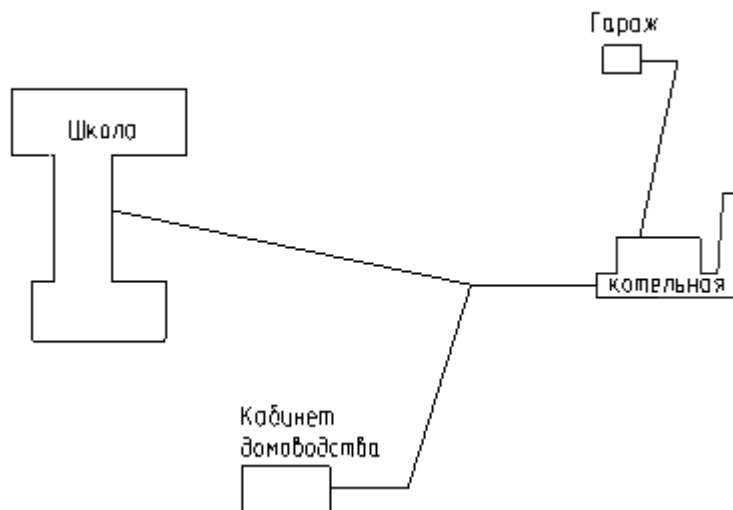 Гараж
Школа
котельная
Кабинет
домоводства